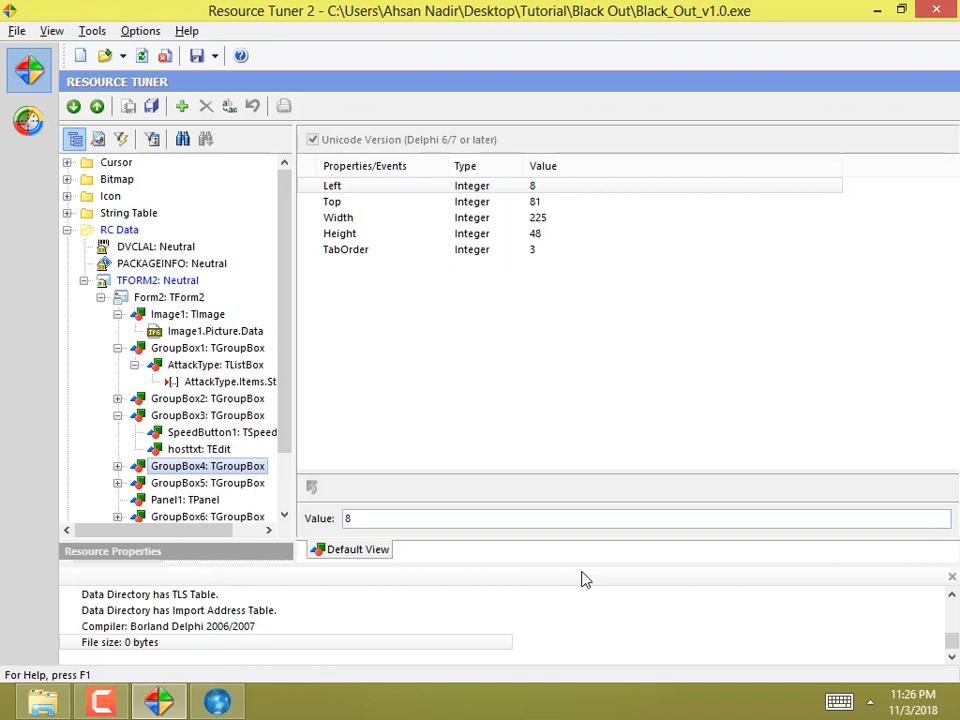 Resource Tuner 2 - C:\Users\Ahsan Nadir\Desktop\Tutorial\Black Out\Black_Out_v1.0.exe
File View Tools Options Help
RESOURCE TUNER
Unicode Version (Delphi 6/7 or later)
Cursor
Bitmap
Icon
String Table
RC Data
DVCLAL: Neutral
PACKAGEINFO: Neutral
TFORM2: Neutral
Form2: TForm2
Image1: TImage
Image1.Picture.Data
GroupBox1: TGroupBox
AttackType: TListBox
AttackType.Items.St
GroupBox2: TGroupBox
GroupBox3: TGroupBox
SpeedButton1: TSpeed
hosttxt: TEdit
GroupBox4: TGroupBox
GroupBox5: TGroupBox
Panel1: TPanel
GroupBox6: TGroupBox
Resource Properties
Properties/Events Type Value
Left Integer 8
Top Integer 81
Width Integer 225
Height Integer 48
TabOrder Integer 3
Value: 8
Default View
Data Directory has TLS Table.
Data Directory has Import Address Table.
Compiler: Borland Delphi 2006/2007
File size: 0 bytes
For Help, press F1
11:26 PM
11/3/2018